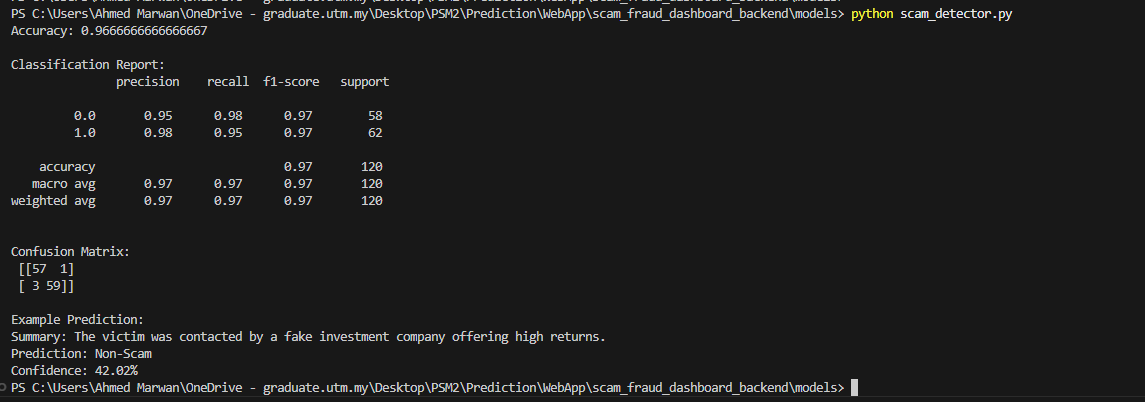 PS C:\Users\Ahmed Marwan\OneDrive - graduate.utm.my\Desktop\PSM2\Prediction\WebApp\scam_fraud_dashboard_backend\models> python scam_detector.py
Accuracy: 0.9666666666666667
Classification Report:
precision recall f1-score support
0.0 0.95 0.98 0.97 58
1.0 0.98 0.95 0.97 62
accuracy 0.97 120
macro avg 0.97 0.97 0.97 120
weighted avg 0.97 0.97 0.97 120
Confusion Matrix:
[[57 1]
[ 3 59]]
Example Prediction:
Summary: The victim was contacted by a fake investment company offering high returns.
Prediction: Non-Scam
Confidence: 42.02%
PS C:\Users\Ahmed Marwan\OneDrive - graduate.utm.my\Desktop\PSM2\Prediction\WebApp\scam_fraud_dashboard_backend\models>